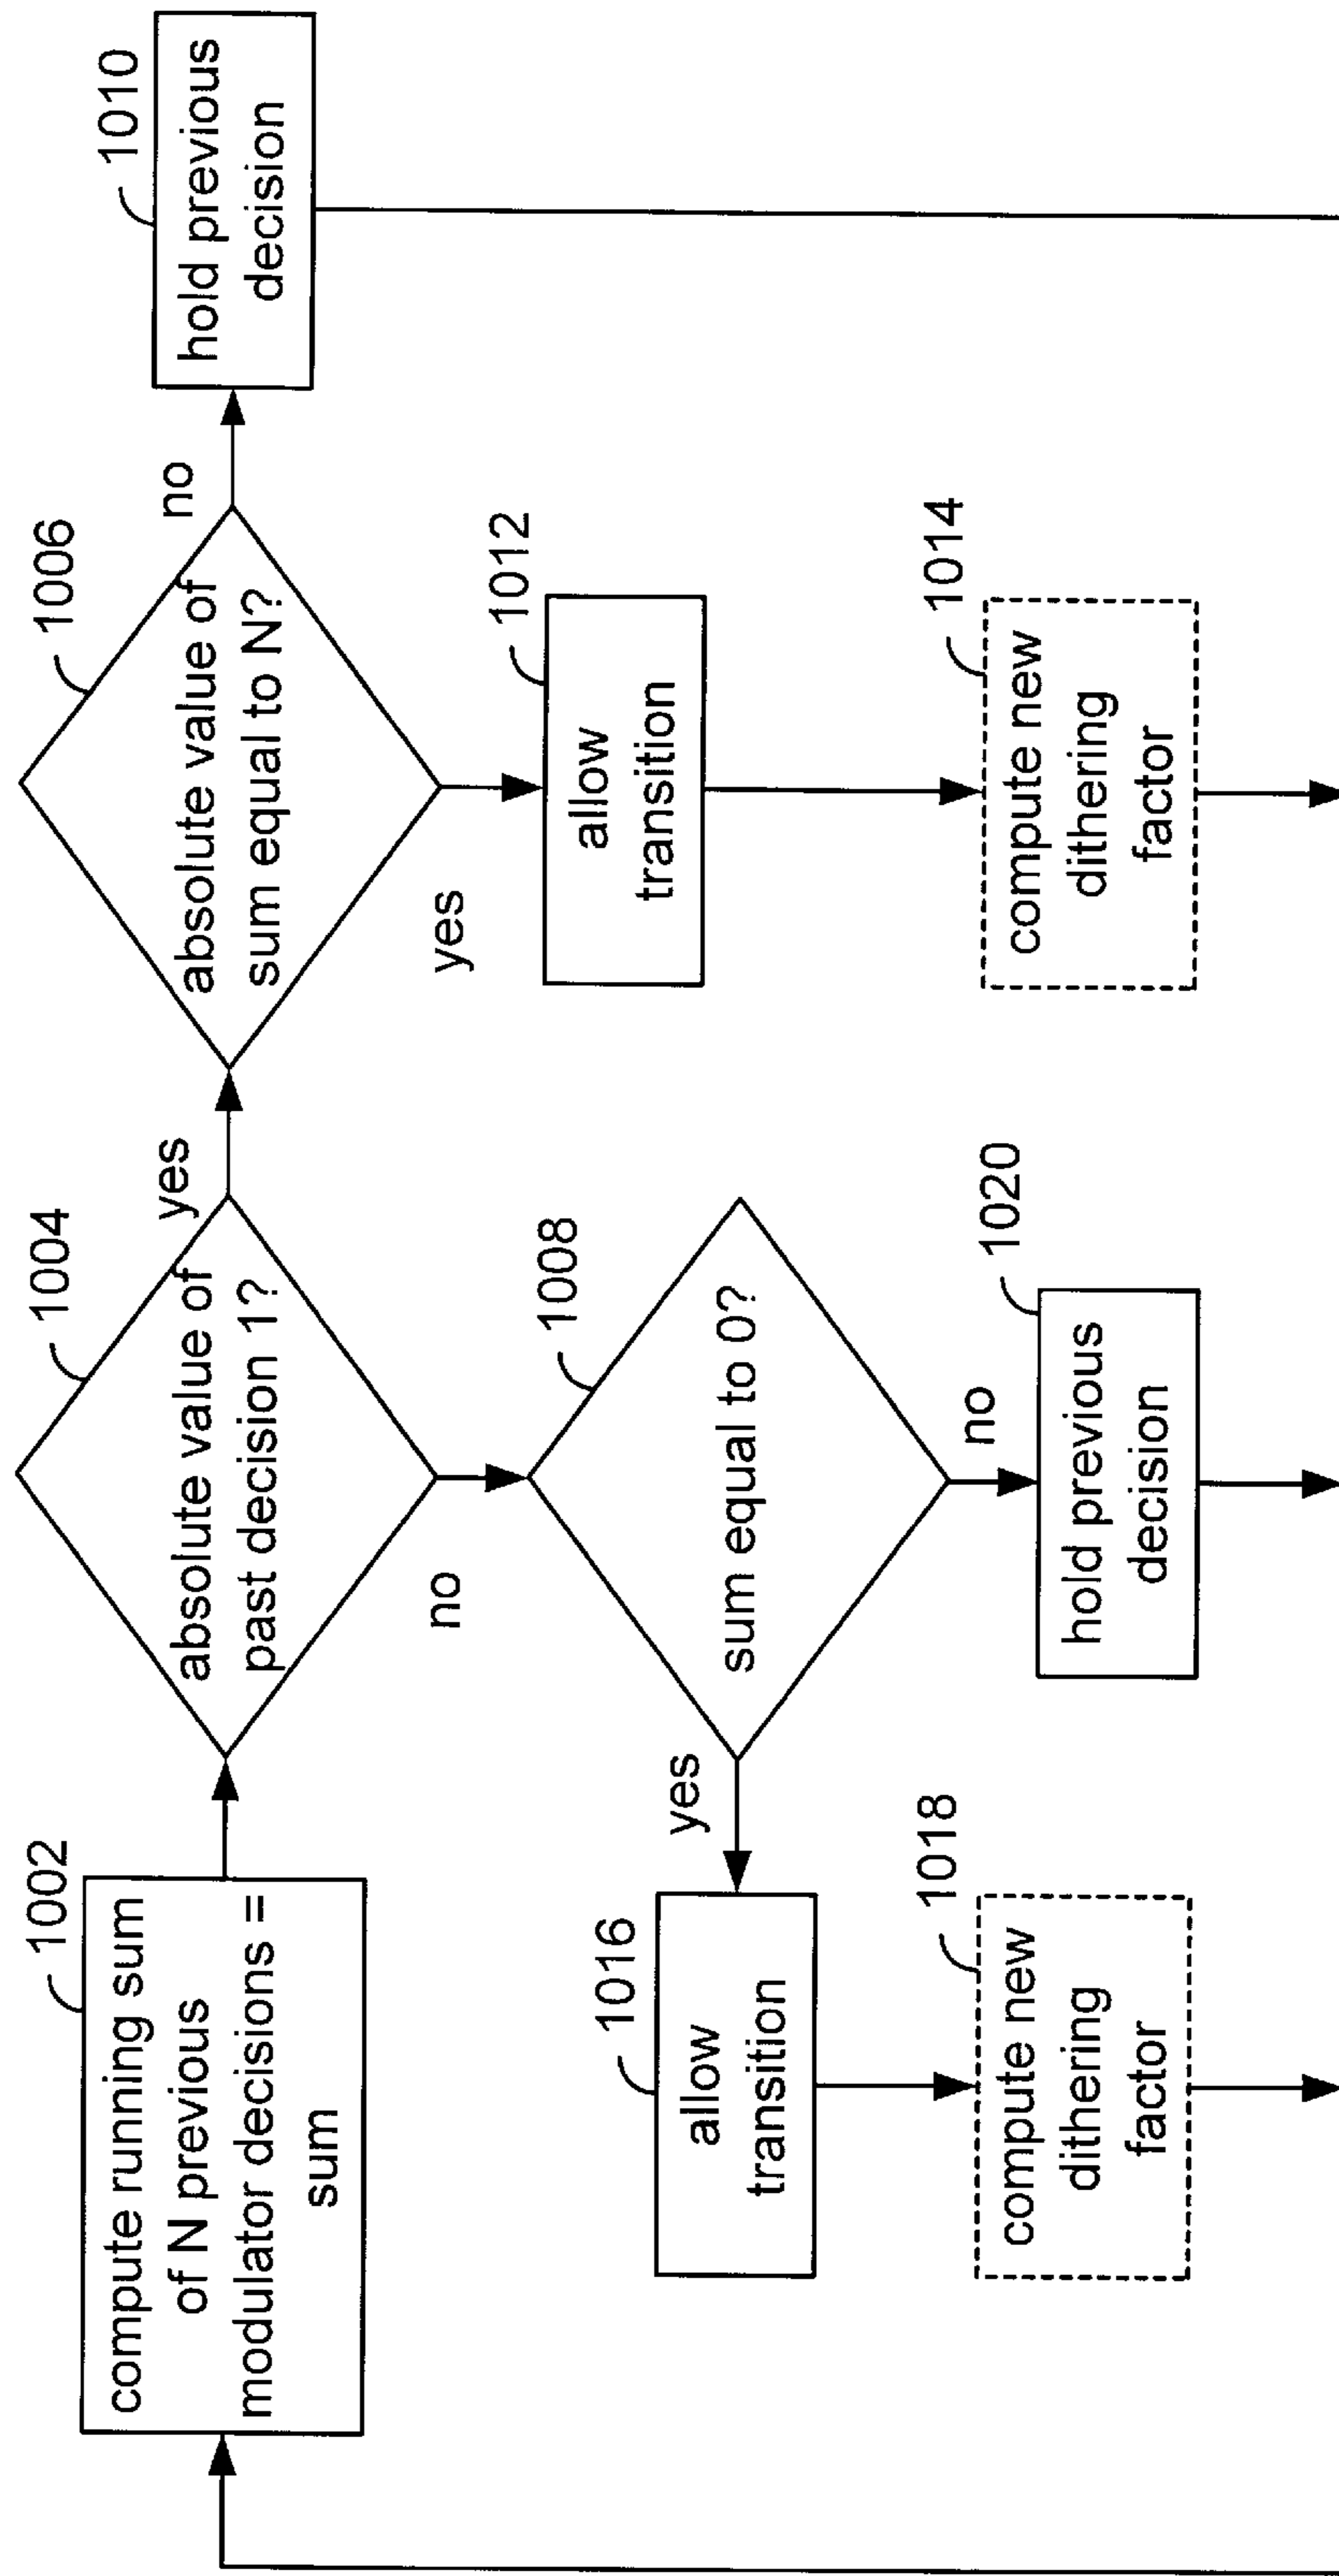 1002
compute running sum
of N previous
modulator decisions =
sum
1004
absolute value of
past decision 1?
yes
no
1006
absolute value of
sum equal to N?
no
yes
1010
hold previous
decision
1012
allow
transition
1014
compute new
dithering
factor
1008
sum equal to 0?
yes
no
1016
allow
transition
1018
compute new
dithering
factor
1020
hold previous
decision